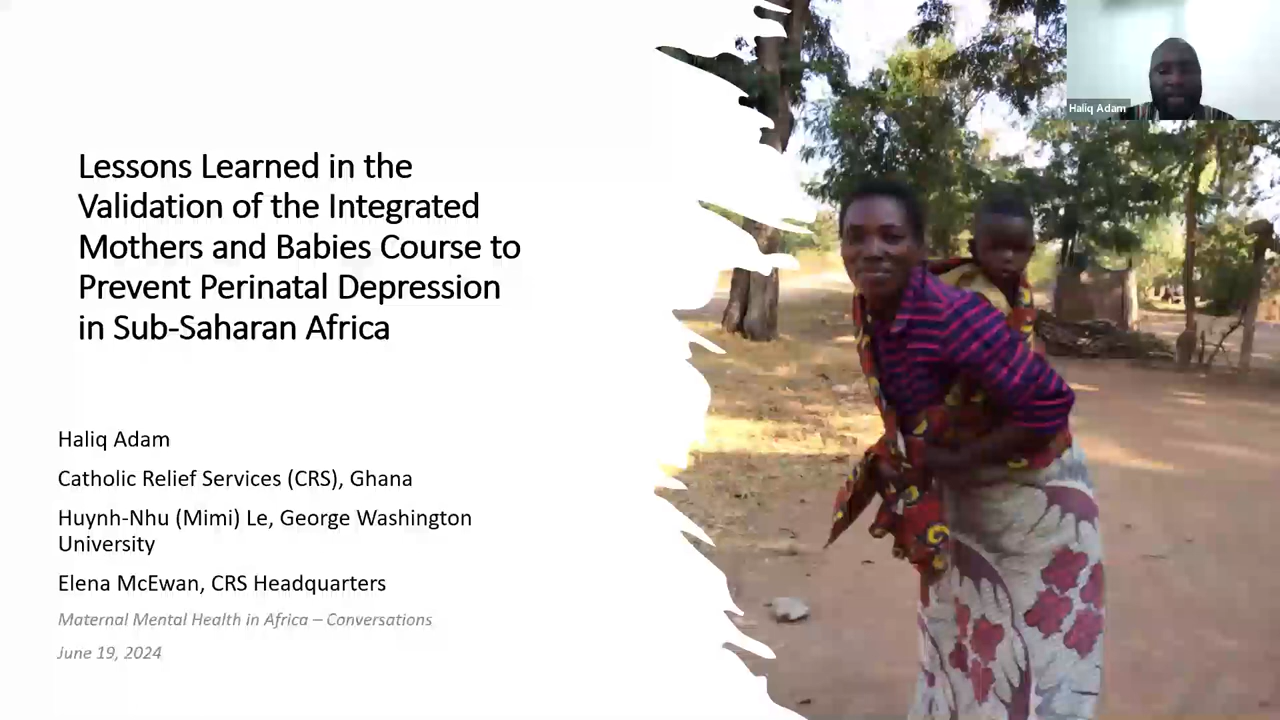 Haliq Adam
Lessons Learned in the
Validation of the Integrated
Mothers and Babies Course to
Prevent Perinatal Depression
in Sub-Saharan Africa
Haliq Adam
Catholic Relief Services (CRS), Ghana
Huynh-Nhu (Mimi) Le, George Washington
University
Elena McEwan, CRS Headquarters
Maternal Mental Health in Africa – Conversations
June 19, 2024